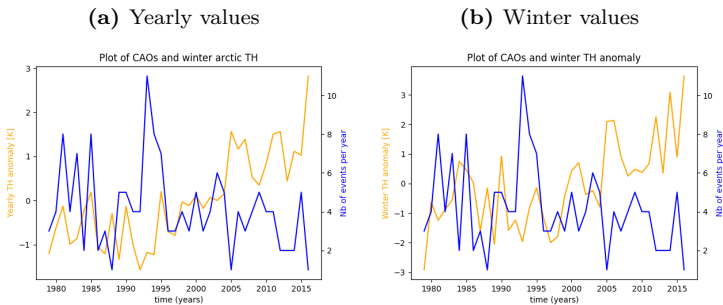 (a) Yearly values
(b) Winter values
Plot of CAOs and winter arctic TH
Yearly TH anomaly [K]
3
2
1
0
−1
10
8
6
4
2
Nb of events per year
1980 1985 1990 1995 2000 2005 2010 2015
time (years)
Plot of CAOs and winter TH anomaly
Winter TH anomaly [K]
3
2
1
0
−1
−2
−3
10
8
6
4
2
Nb of events per year
1980 1985 1990 1995 2000 2005 2010 2015
time (years)